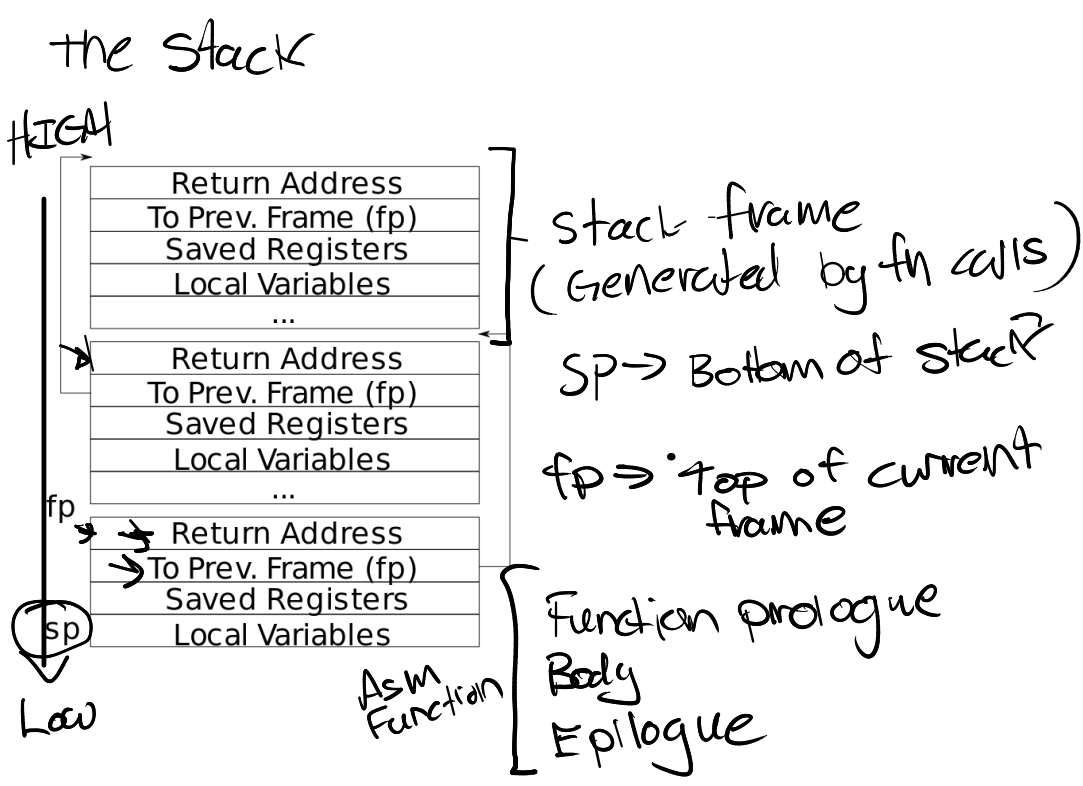 The Stack
HIGH
Return Address
To Prev. Frame (fp)
Saved Registers
Local Variables
...
Stack frame
(Generated by fn calls)
Return Address
To Prev. Frame (fp)
Saved Registers
Local Variables
...
SP → Bottom of stack
fp → Top of current
frame
fp
Return Address
To Prev. Frame (fp)
Saved Registers
sp
Local Variables
Low
Asm
Function
Function prologue
Body
Epilogue